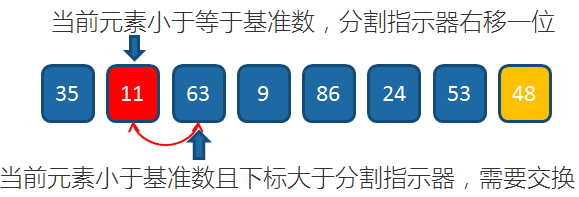 当前元素小于等于基准数，分割指示器右移一位
35 11 63 9 86 24 53 48
当前元素小于基准数且下标大于分割指示器，需要交换